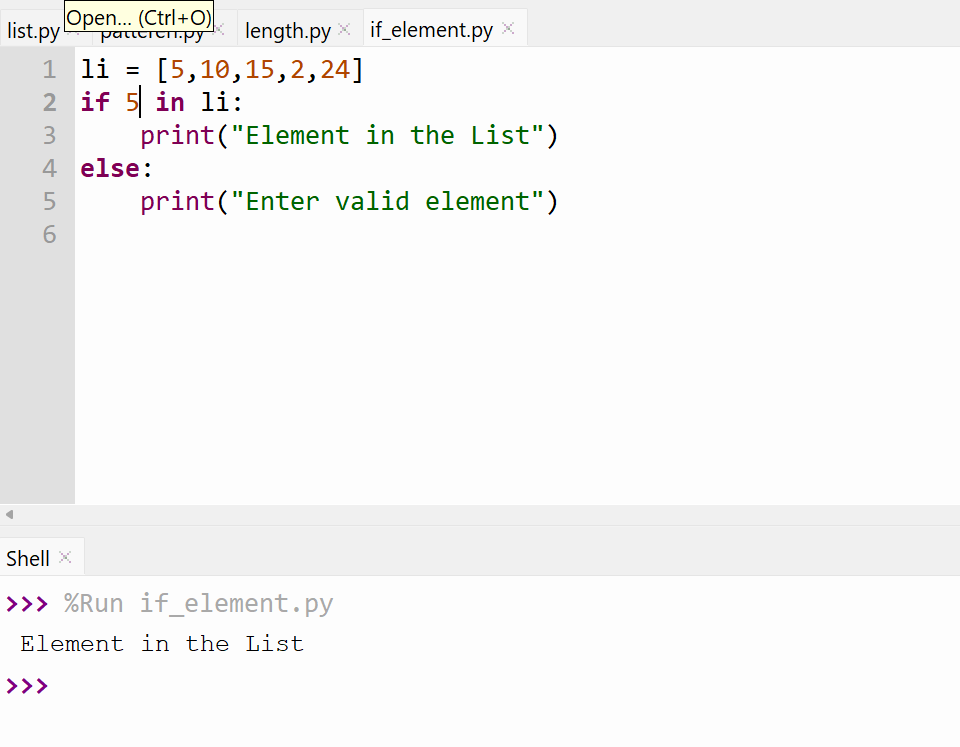 Open... (Ctrl+O)
list.py length.py if_element.py
1 li = [5,10,15,2,24]
2 if 5 in li:
3     print("Element in the List")
4 else:
5     print("Enter valid element")
6
Shell
>>> %Run if_element.py
Element in the List
>>>